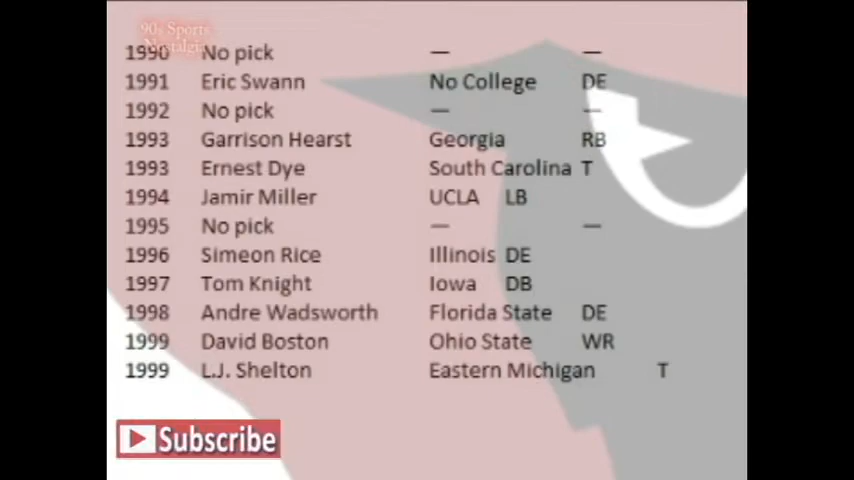 90s Sports
Nostalgia
1990 No pick — —
1991 Eric Swann No College DE
1992 No pick — —
1993 Garrison Hearst Georgia RB
1993 Ernest Dye South Carolina T
1994 Jamir Miller UCLA LB
1995 No pick — —
1996 Simeon Rice Illinois DE
1997 Tom Knight Iowa DB
1998 Andre Wadsworth Florida State DE
1999 David Boston Ohio State WR
1999 L.J. Shelton Eastern Michigan T
Subscribe